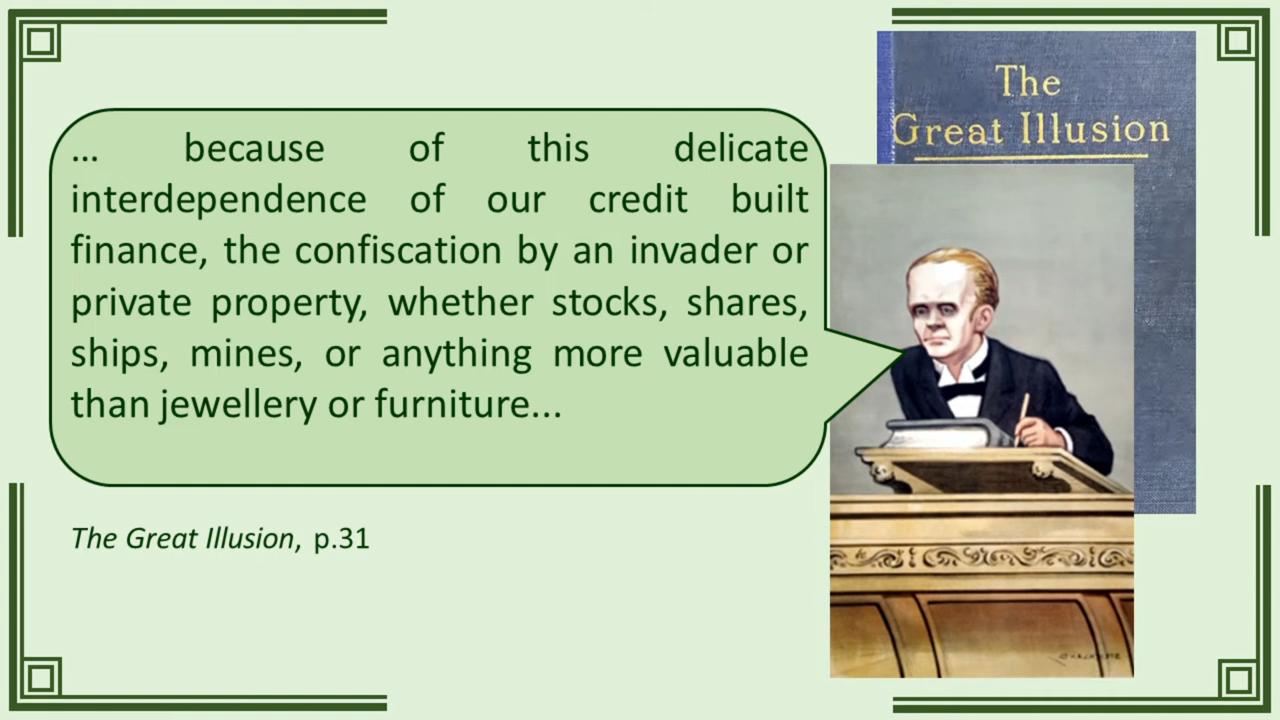 The
Great Illusion
... because of this delicate
interdependence of our credit built
finance, the confiscation by an invader or
private property, whether stocks, shares,
ships, mines, or anything more valuable
than jewellery or furniture...
The Great Illusion, p.31